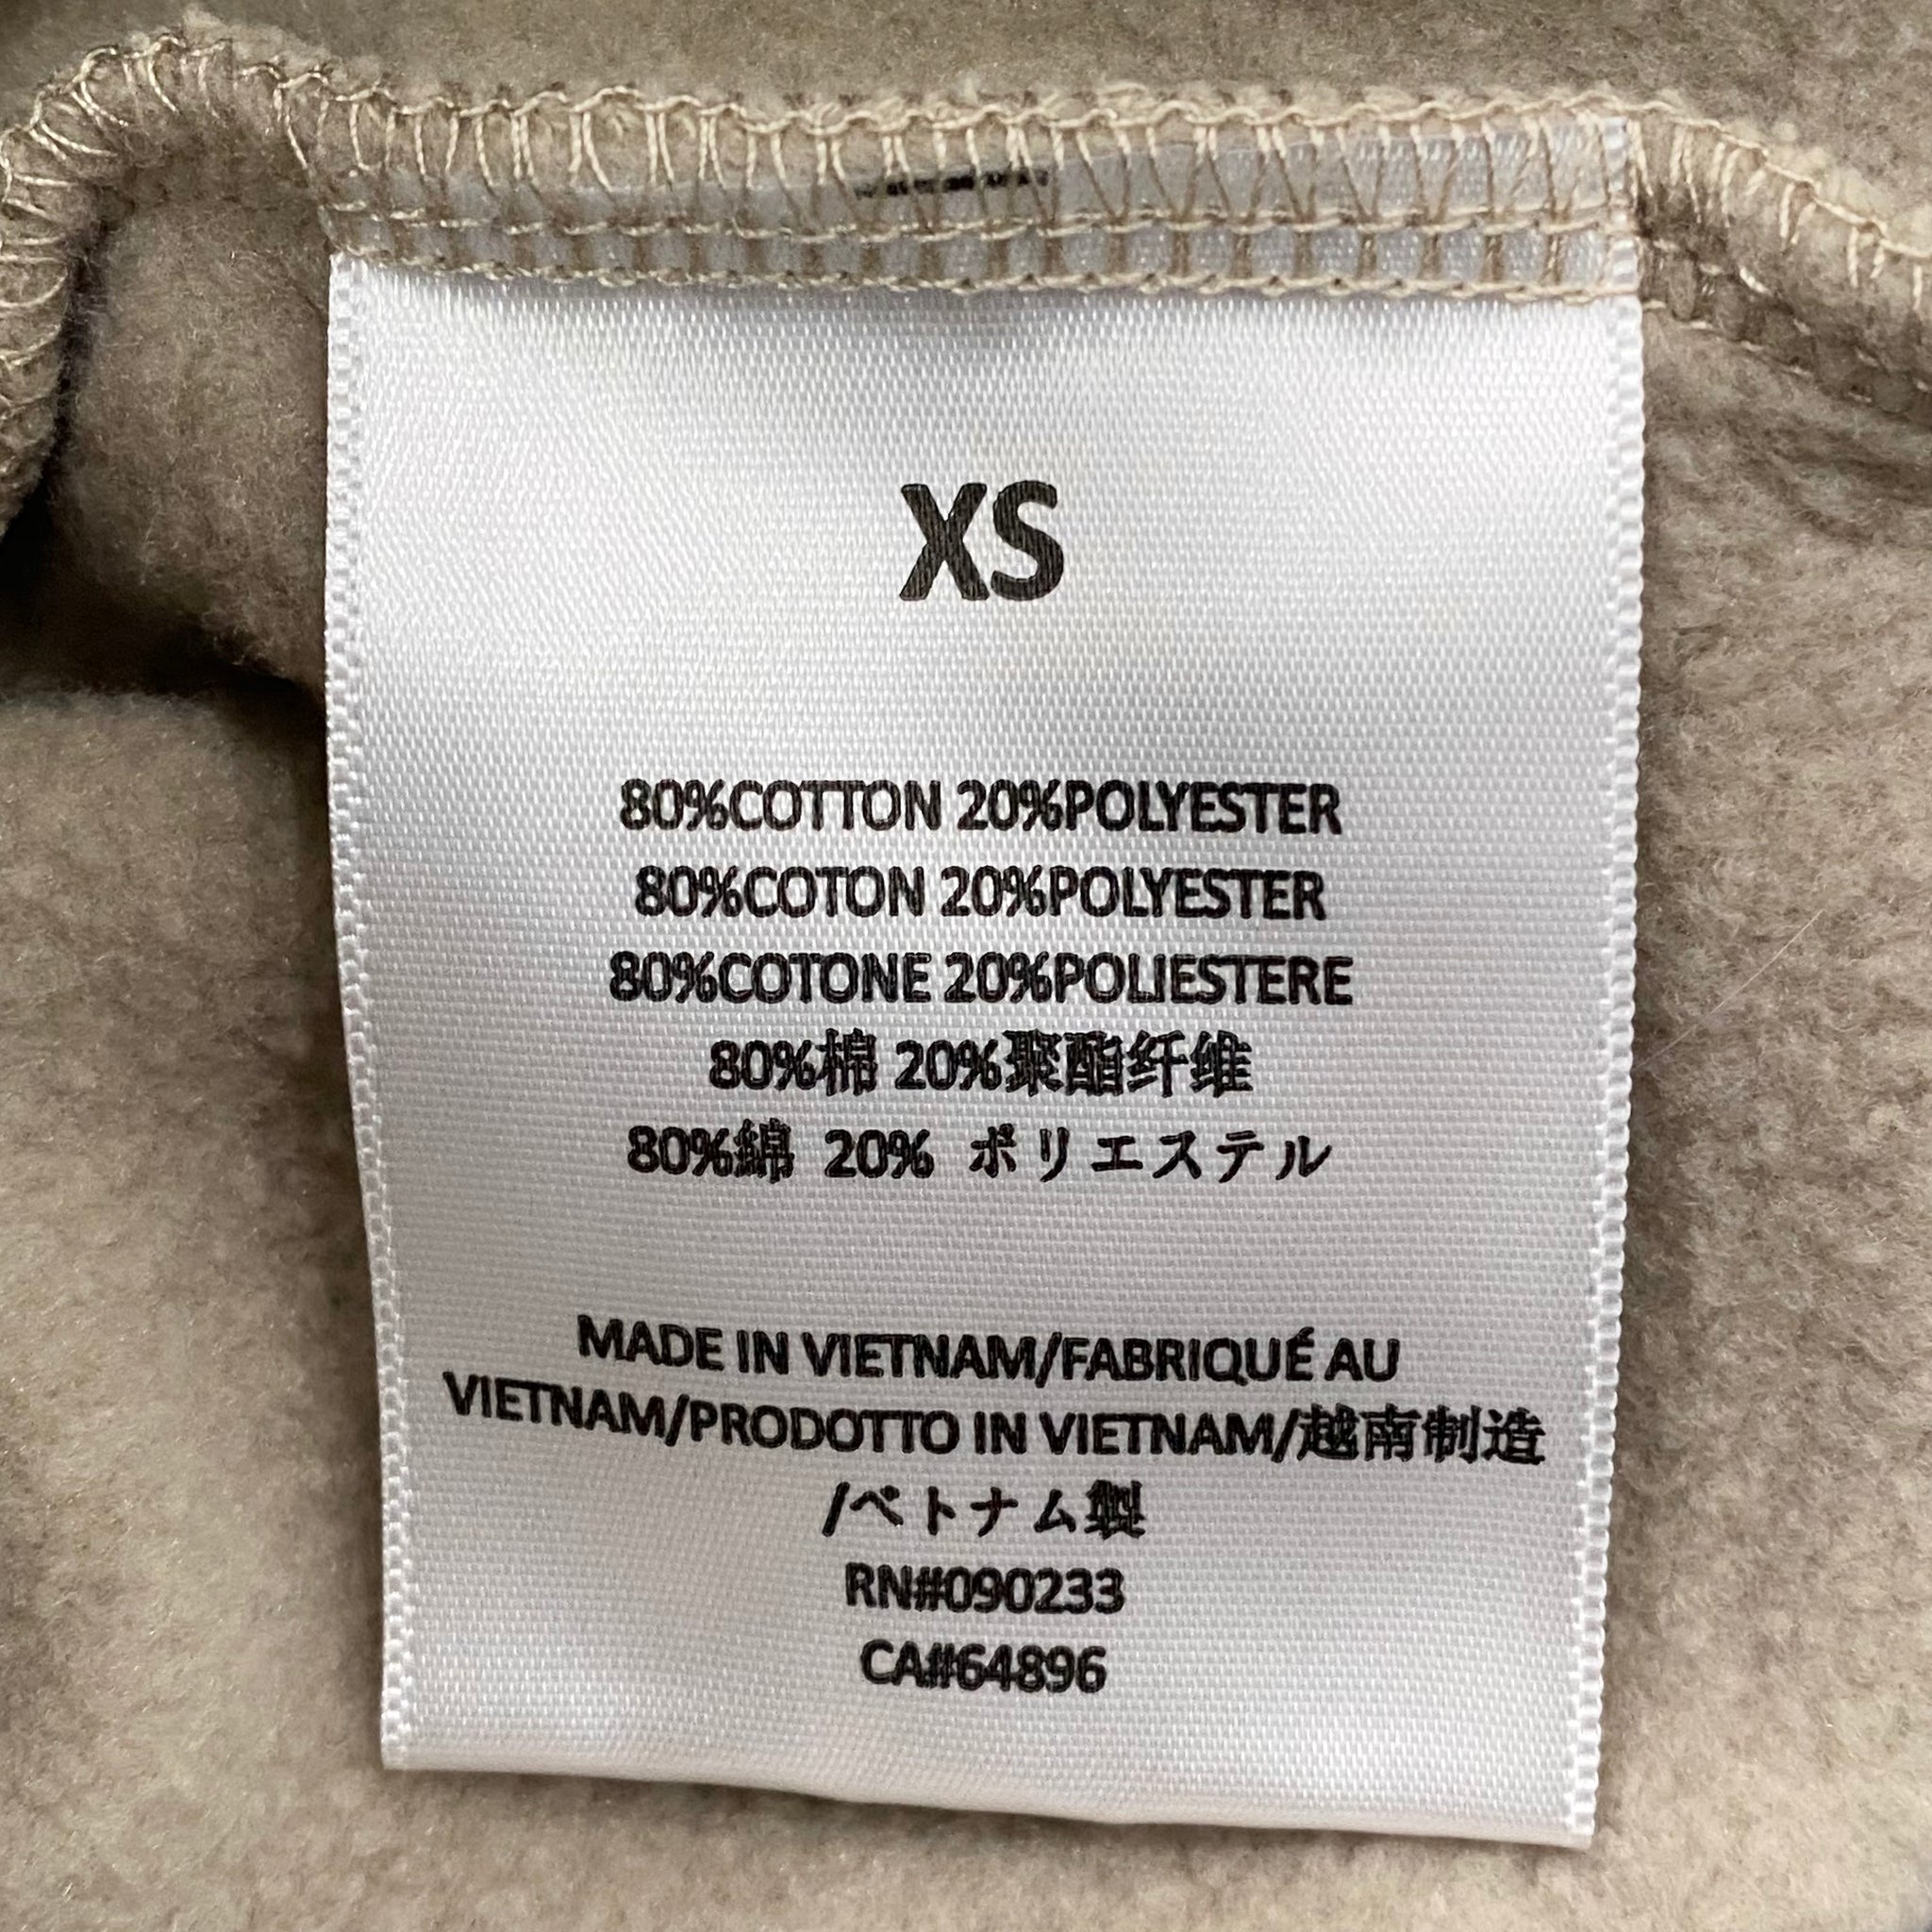 XS
80%COTTON 20%POLYESTER
80%COTON 20%POLYESTER
80%COTONE 20%POLIESTERE
80%棉 20%聚酯纤维
80%綿 20% ポリエステル
MADE IN VIETNAM/FABRIQUÉ AU
VIETNAM/PRODOTTO IN VIETNAM/越南制造
/ベトナム製
RN#090233
CA#64896